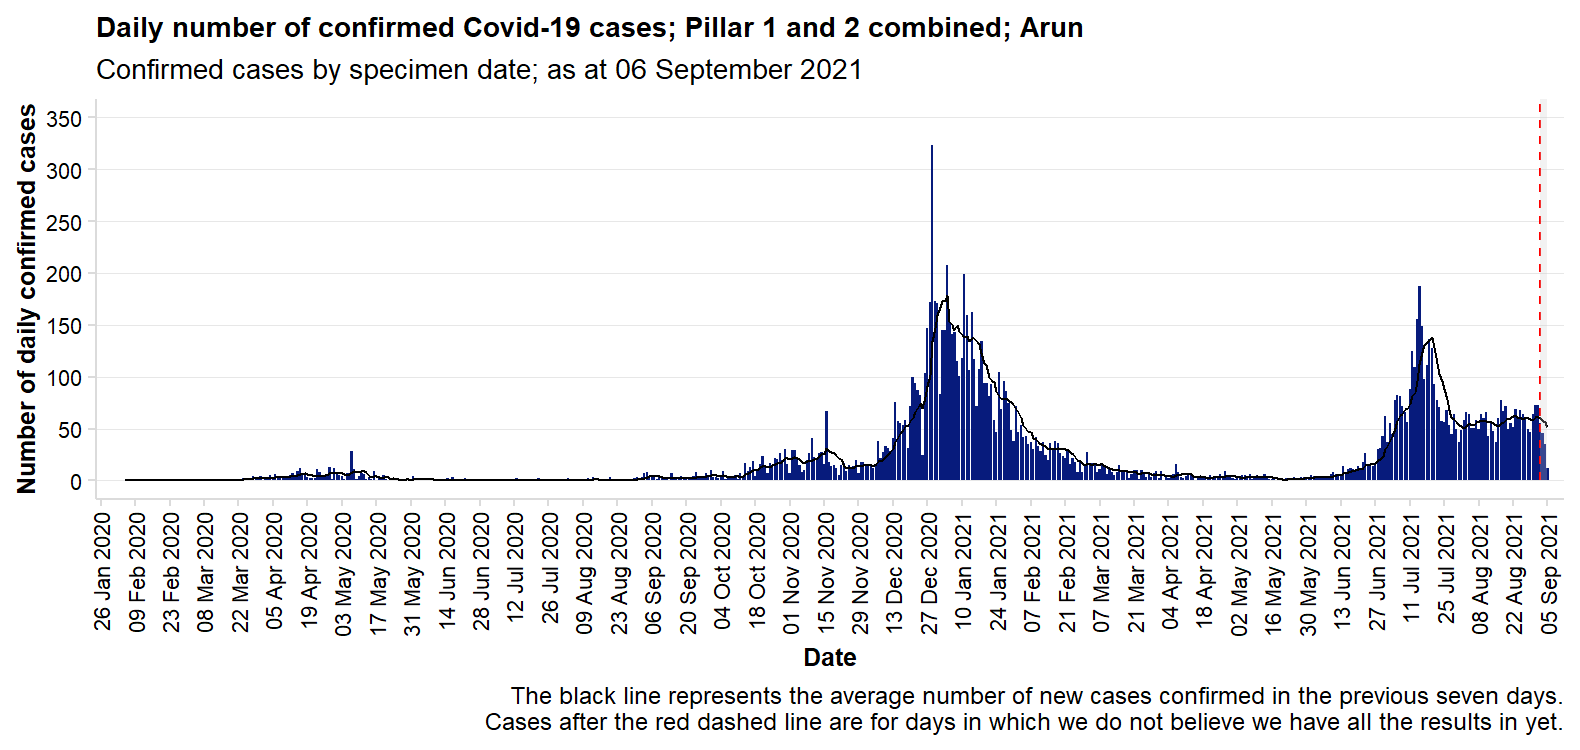 Daily number of confirmed Covid-19 cases; Pillar 1 and 2 combined; Arun
Confirmed cases by specimen date; as at 06 September 2021
Number of daily confirmed cases
350
300
250
200
150
100
50
0
26 Jan 2020
09 Feb 2020
23 Feb 2020
08 Mar 2020
22 Mar 2020
05 Apr 2020
19 Apr 2020
03 May 2020
17 May 2020
31 May 2020
14 Jun 2020
28 Jun 2020
12 Jul 2020
26 Jul 2020
09 Aug 2020
23 Aug 2020
06 Sep 2020
20 Sep 2020
04 Oct 2020
18 Oct 2020
01 Nov 2020
15 Nov 2020
29 Nov 2020
13 Dec 2020
27 Dec 2020
10 Jan 2021
24 Jan 2021
07 Feb 2021
21 Feb 2021
07 Mar 2021
21 Mar 2021
04 Apr 2021
18 Apr 2021
02 May 2021
16 May 2021
30 May 2021
13 Jun 2021
27 Jun 2021
11 Jul 2021
25 Jul 2021
08 Aug 2021
22 Aug 2021
05 Sep 2021
Date
The black line represents the average number of new cases confirmed in the previous seven days.
Cases after the red dashed line are for days in which we do not believe we have all the results in yet.